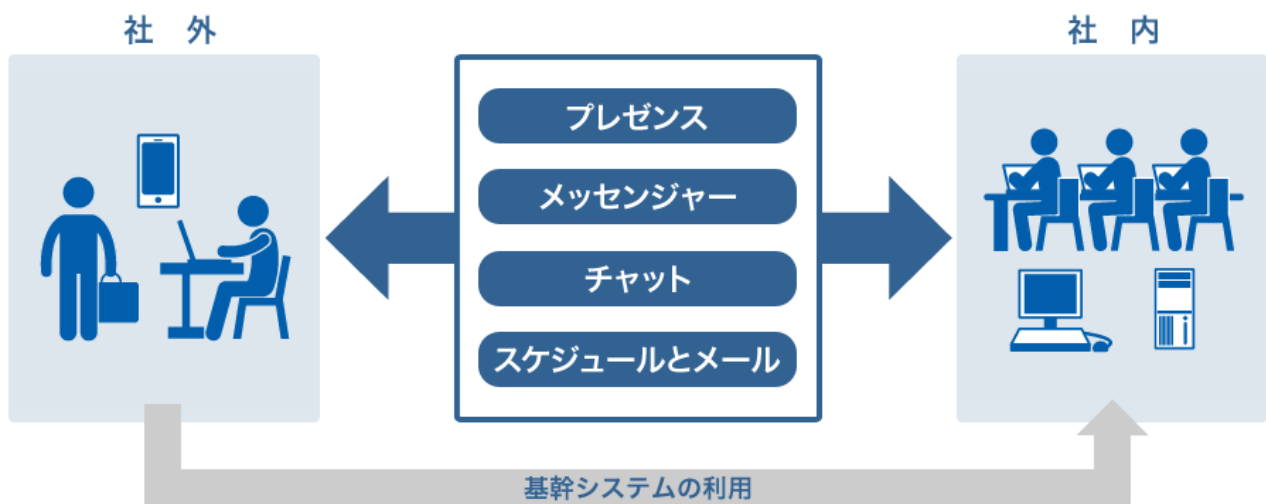 社 外
社 内
プレゼンス
メッセンジャー
チャット
スケジュールとメール
基幹システムの利用